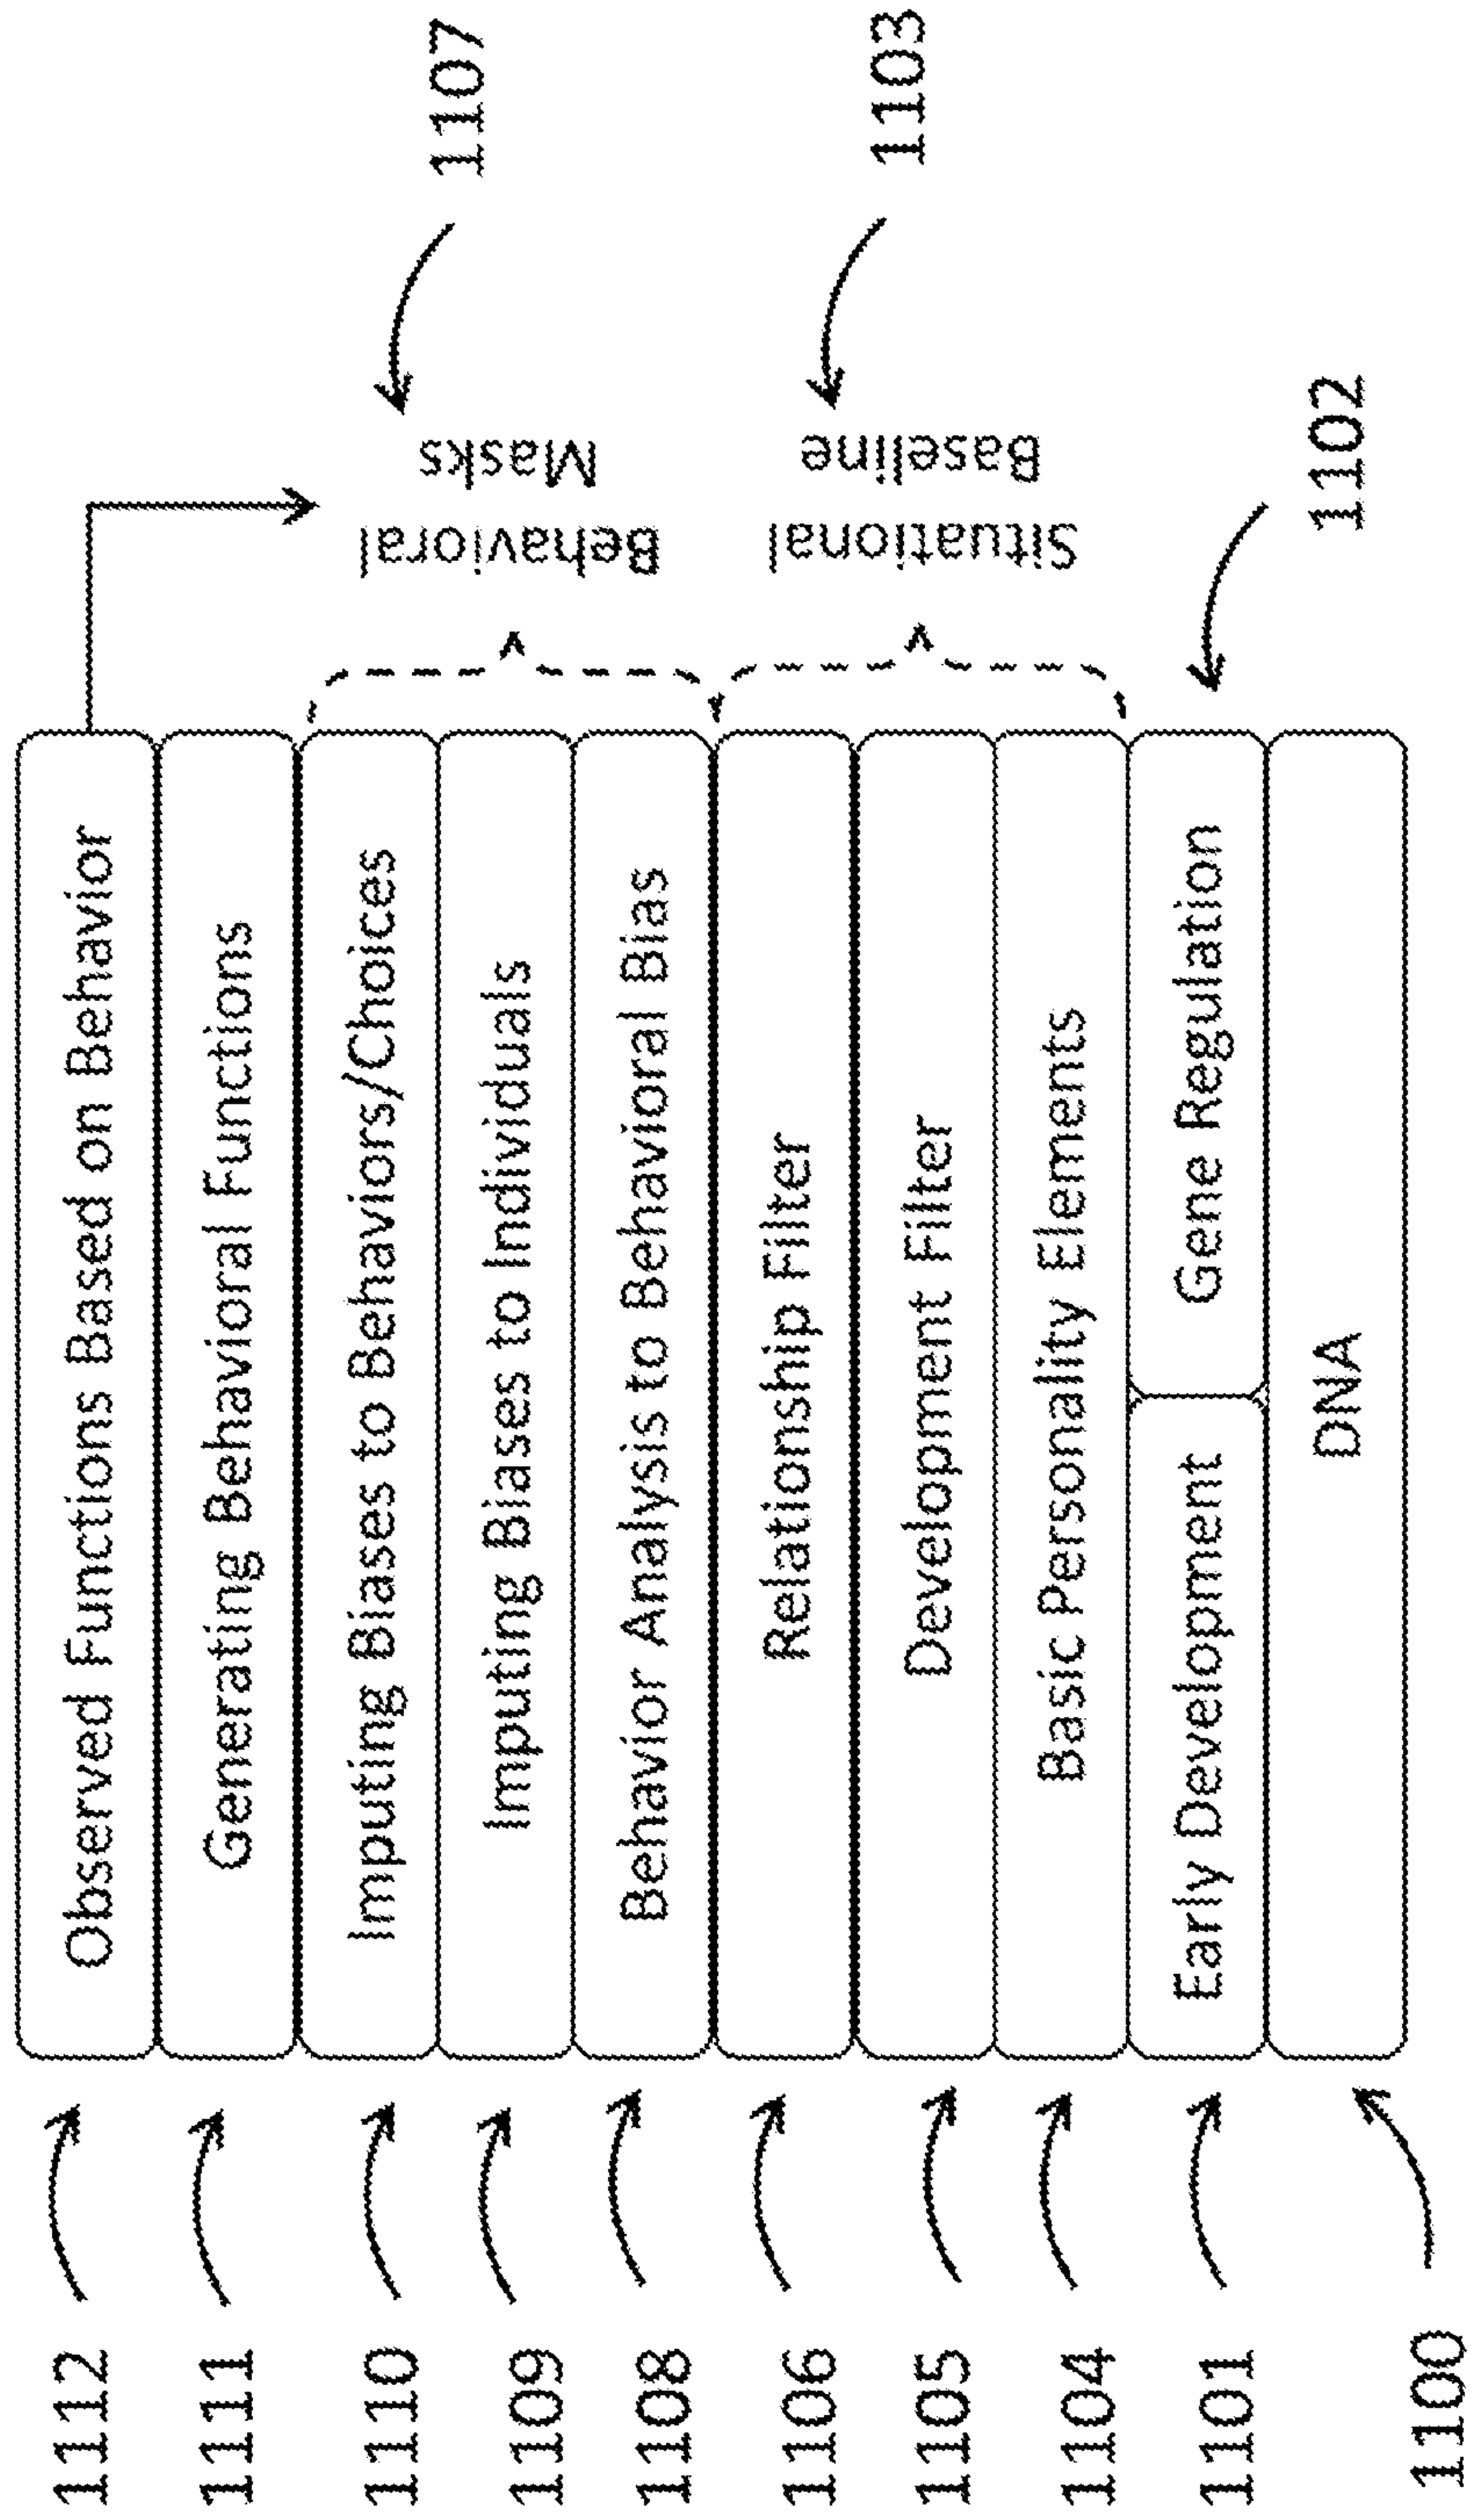 1112
Observed Functions Based on Behavior
1111
Generating Behavioral Functions
1110
Imputing Biases to Behaviors/Choices
1109
Imputing Biases to Individuals
1108
Behavior Analysis to Behavioral Bias
Behavioral
Masks
1107
1106
Relationship Filter
1105
Development Filter
1104
Basic Personality Elements
Situational
Baseline
1103
1101
Early Development
Gene Regulation
1102
1100
DNA